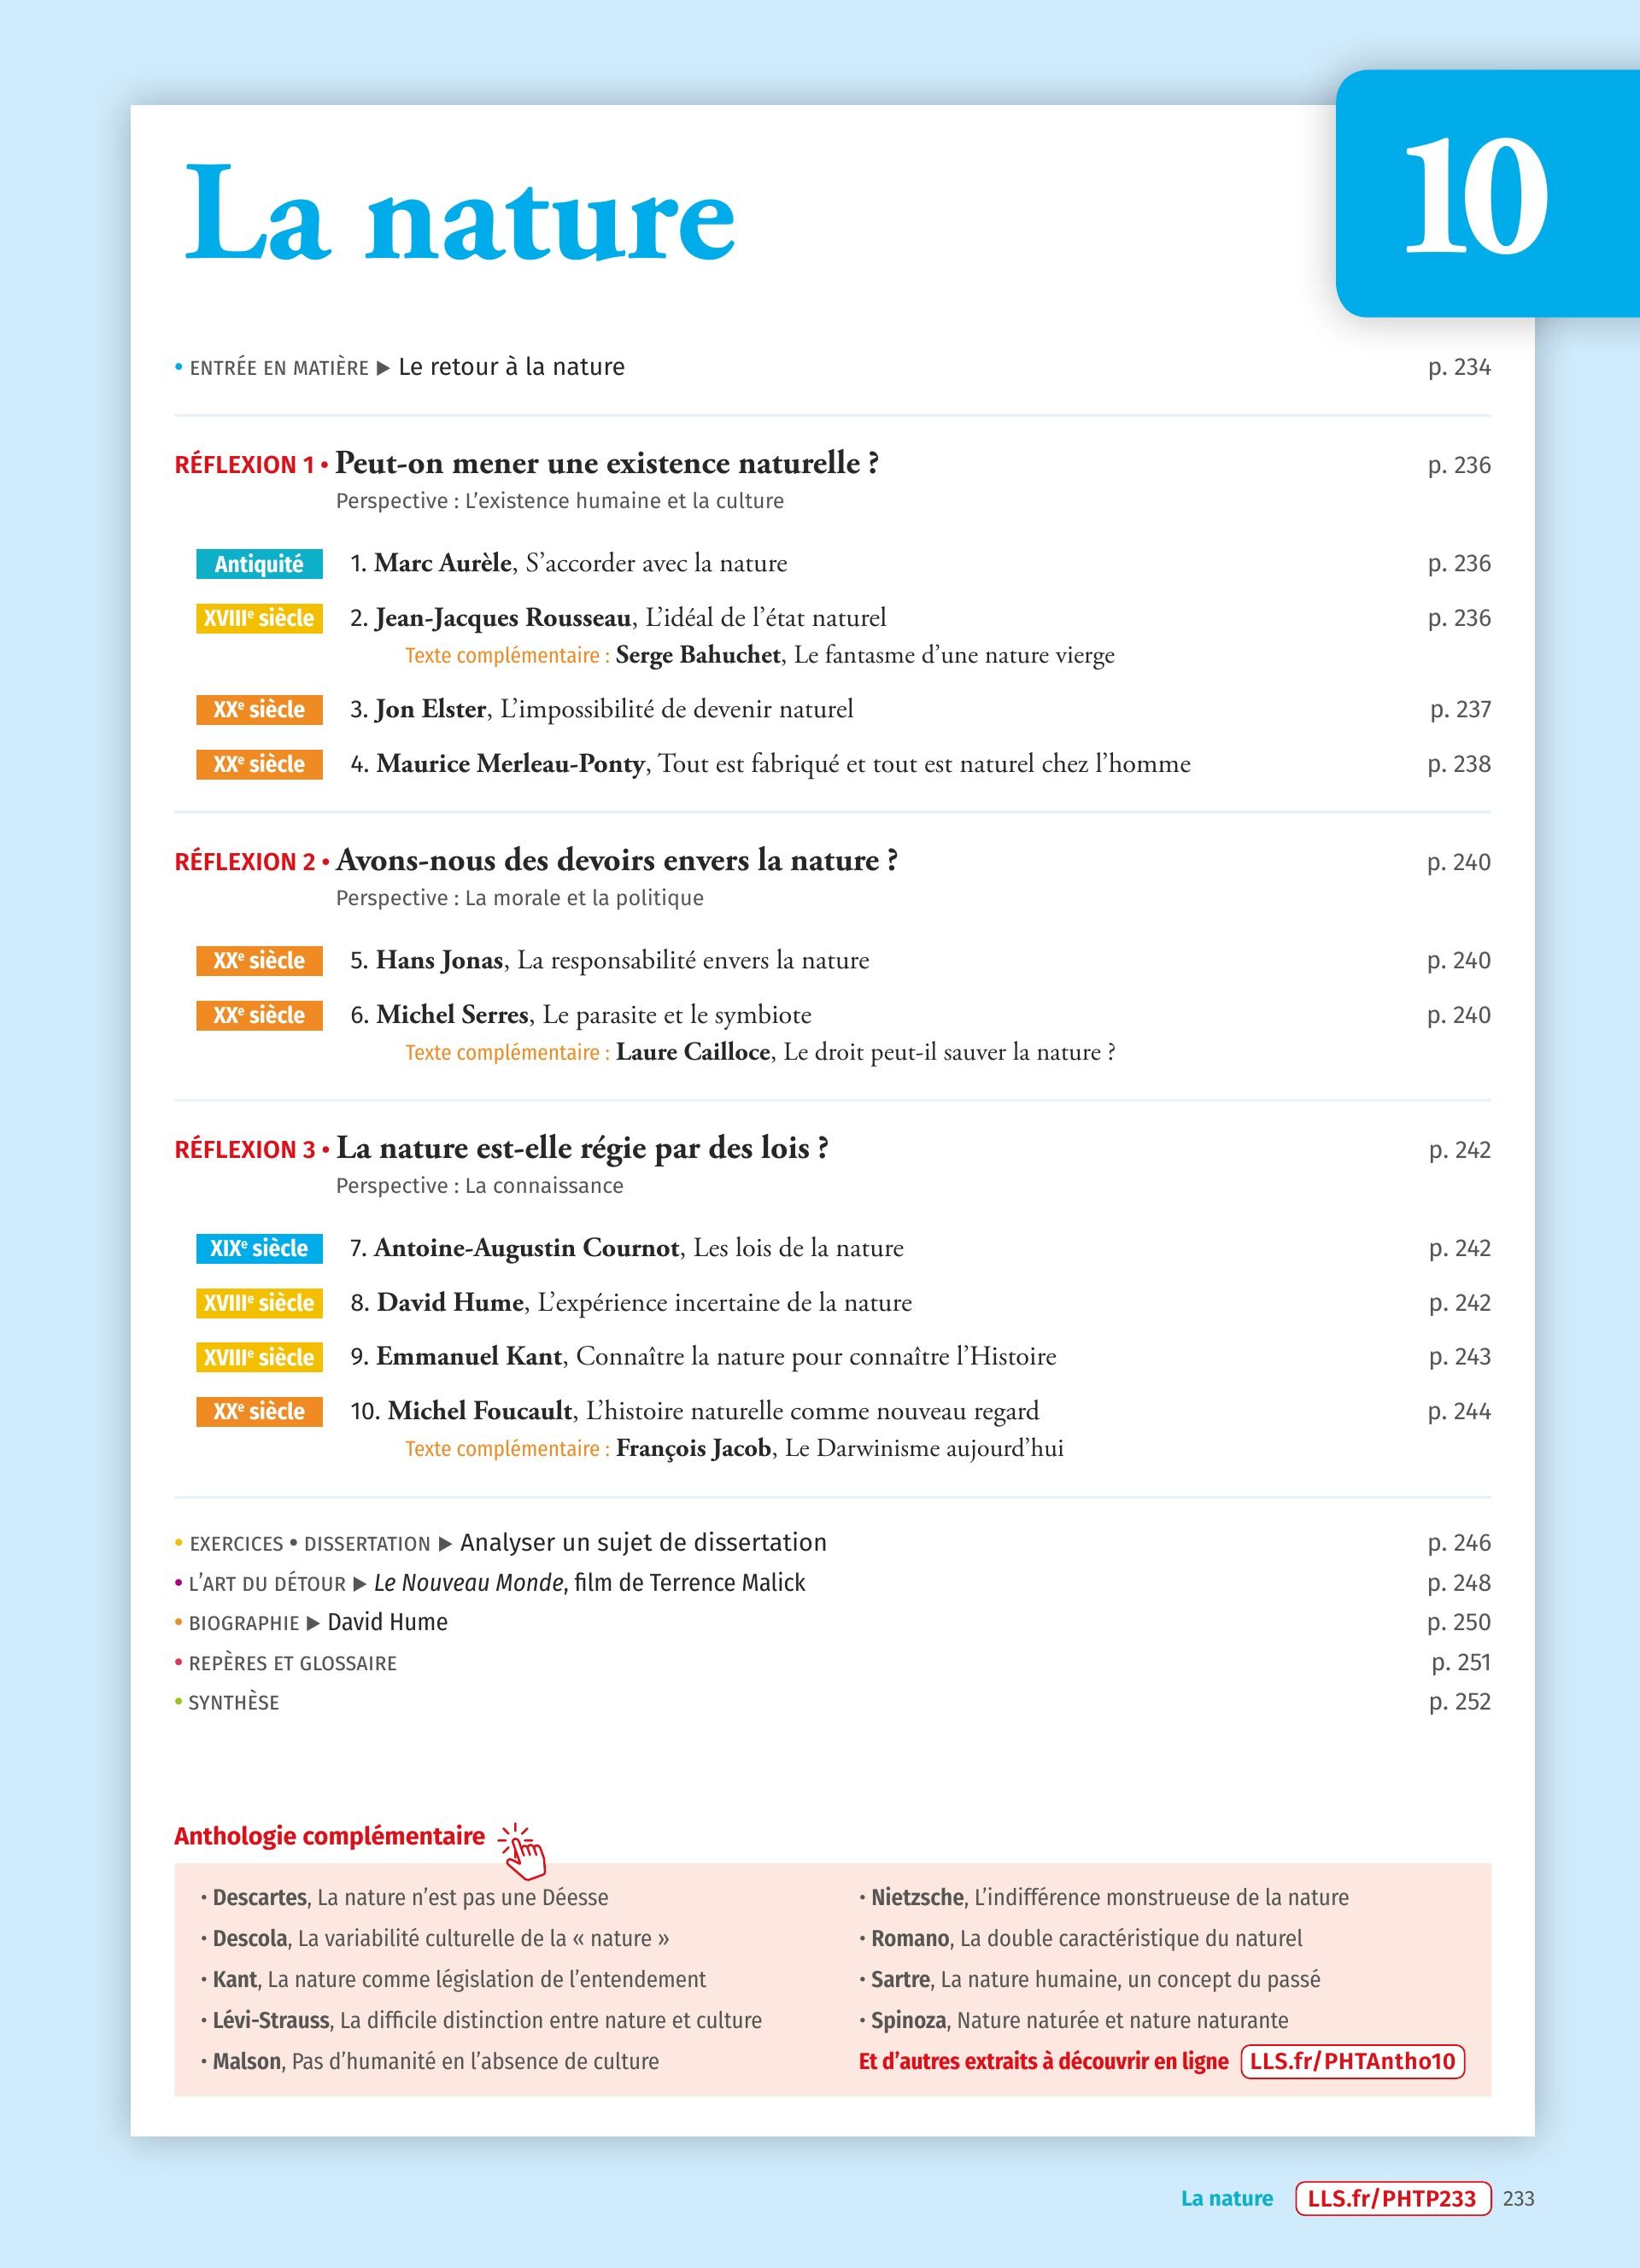 10
La nature
• ENTRÉE EN MATIÈRE ▶ Le retour à la nature p. 234
RÉFLEXION 1 • Peut-on mener une existence naturelle ? p. 236
Perspective : L’existence humaine et la culture
Antiquité 1. Marc Aurèle, S’accorder avec la nature p. 236
XVIIIe siècle 2. Jean-Jacques Rousseau, L’idéal de l’état naturel p. 236
Texte complémentaire : Serge Bahuchet, Le fantasme d’une nature vierge
XXe siècle 3. Jon Elster, L’impossibilité de devenir naturel p. 237
XXe siècle 4. Maurice Merleau-Ponty, Tout est fabriqué et tout est naturel chez l’homme p. 238
RÉFLEXION 2 • Avons-nous des devoirs envers la nature ? p. 240
Perspective : La morale et la politique
XXe siècle 5. Hans Jonas, La responsabilité envers la nature p. 240
XXe siècle 6. Michel Serres, Le parasite et le symbiote p. 240
Texte complémentaire : Laure Cailloce, Le droit peut-il sauver la nature ?
RÉFLEXION 3 • La nature est-elle régie par des lois ? p. 242
Perspective : La connaissance
XIXe siècle 7. Antoine-Augustin Cournot, Les lois de la nature p. 242
XVIIIe siècle 8. David Hume, L’expérience incertaine de la nature p. 242
XVIIIe siècle 9. Emmanuel Kant, Connaître la nature pour connaître l’Histoire p. 243
XXe siècle 10. Michel Foucault, L’histoire naturelle comme nouveau regard p. 244
Texte complémentaire : François Jacob, Le Darwinisme aujourd’hui
• EXERCICES • DISSERTATION ▶ Analyser un sujet de dissertation p. 246
• L’ART DU DÉTOUR ▶ Le Nouveau Monde, film de Terrence Malick p. 248
• BIOGRAPHIE ▶ David Hume p. 250
• REPÈRES ET GLOSSAIRE p. 251
• SYNTHÈSE p. 252
Anthologie complémentaire
• Descartes, La nature n’est pas une Déesse
• Descola, La variabilité culturelle de la « nature »
• Kant, La nature comme législation de l’entendement
• Lévi-Strauss, La difficile distinction entre nature et culture
• Malson, Pas d’humanité en l’absence de culture
• Nietzsche, L’indifférence monstrueuse de la nature
• Romano, La double caractéristique du naturel
• Sartre, La nature humaine, un concept du passé
• Spinoza, Nature naturée et nature naturante
Et d’autres extraits à découvrir en ligne LLS.fr/PHTAntho10
La nature LLS.fr/PHTP233 233